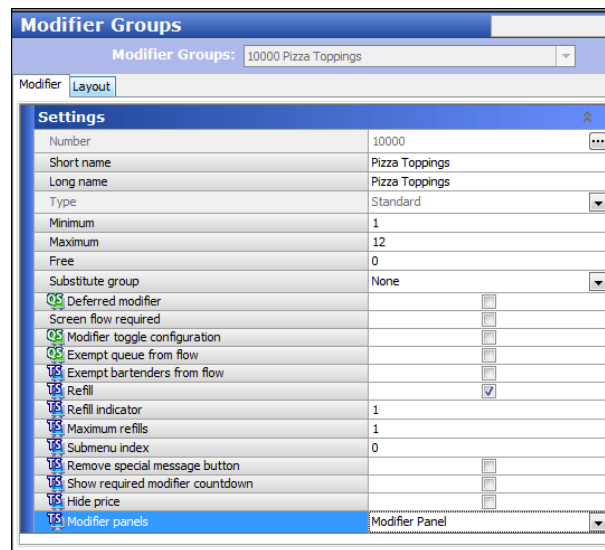 Modifier Groups
Modifier Groups: 10000 Pizza Toppings
Modifier Layout
Settings
Number 10000 ...
Short name Pizza Toppings
Long name Pizza Toppings
Type Standard
Minimum 1
Maximum 12
Free 0
Substitute group None
QS Deferred modifier
Screen flow required
QS Modifier toggle configuration
QS Exempt queue from flow
TS Exempt bartenders from flow
TS Refill
TS Refill indicator 1
TS Maximum refills 1
TS Submenu index 0
TS Remove special message button
TS Show required modifier countdown
TS Hide price
TS Modifier panels Modifier Panel